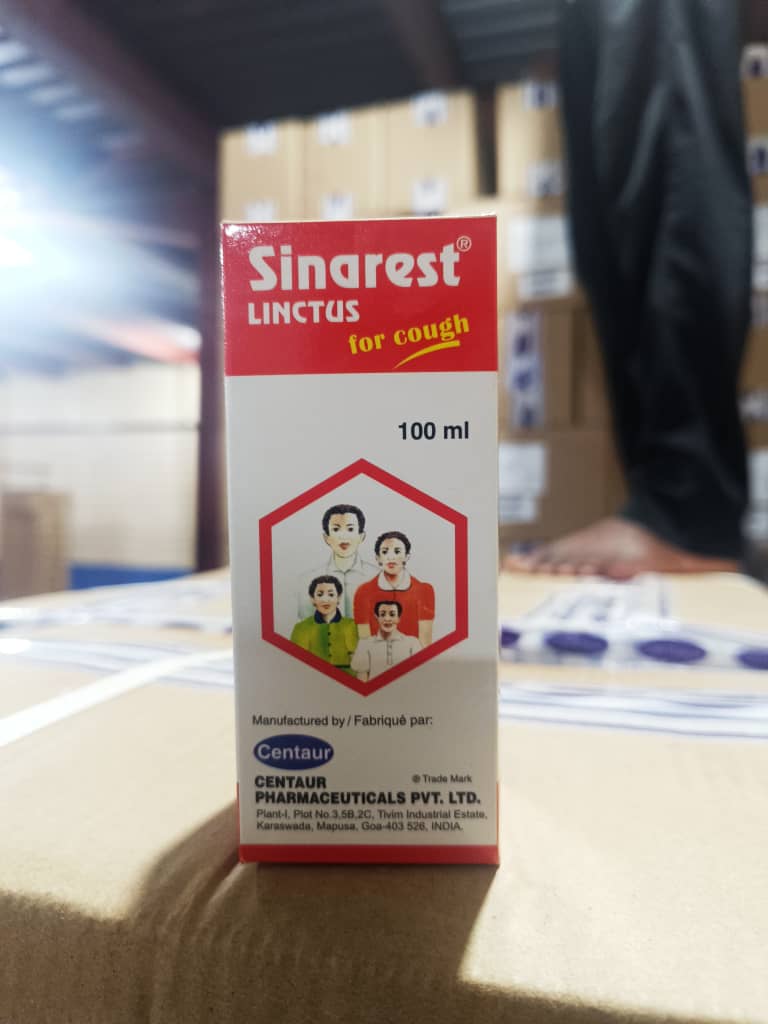 Sinarest®
LINCTUS
for cough
100 ml
Manufactured by / Fabriqué par:
Centaur
CENTAUR
® Trade Mark
PHARMACEUTICALS PVT. LTD.
Plant-I, Plot No.3,5B,2C, Tivim Industrial Estate,
Karaswada, Mapusa, Goa-403 526, INDIA.